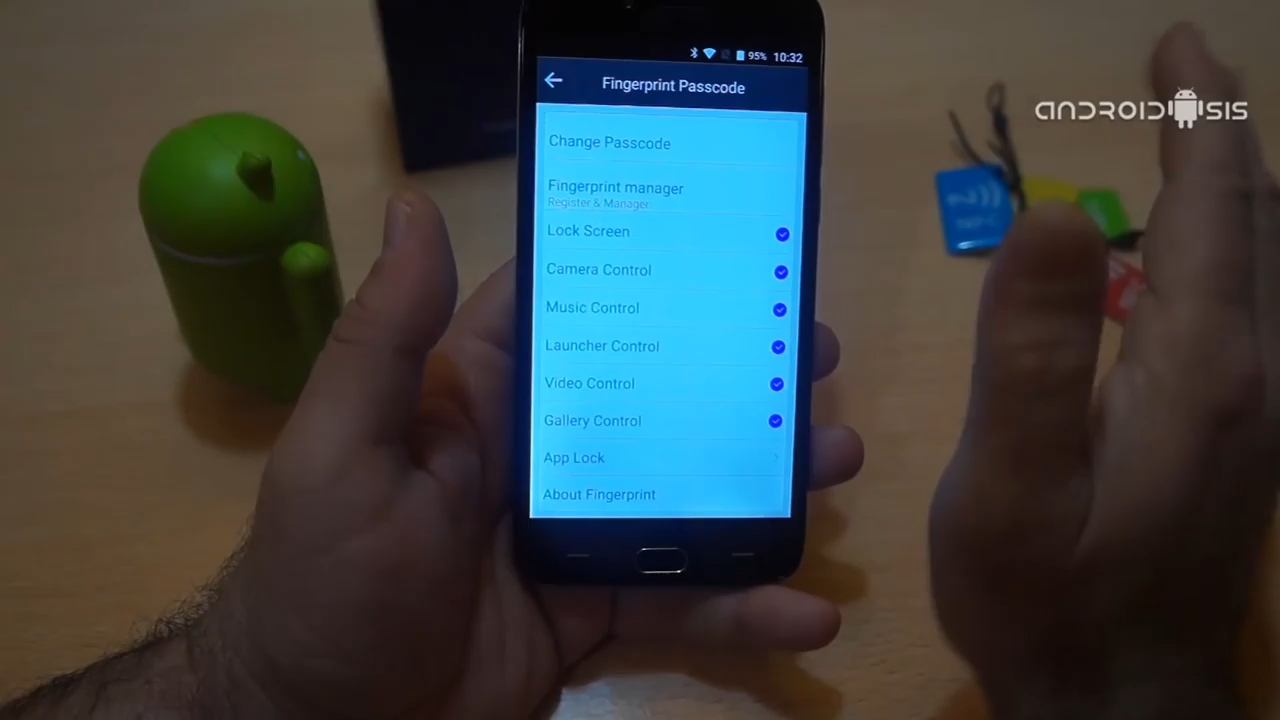 95% 10:32
Fingerprint Passcode
ANDROIDSIS
Change Passcode
Fingerprint manager
Register & Manager
Lock Screen
Camera Control
Music Control
Launcher Control
Video Control
Gallery Control
App Lock
About Fingerprint